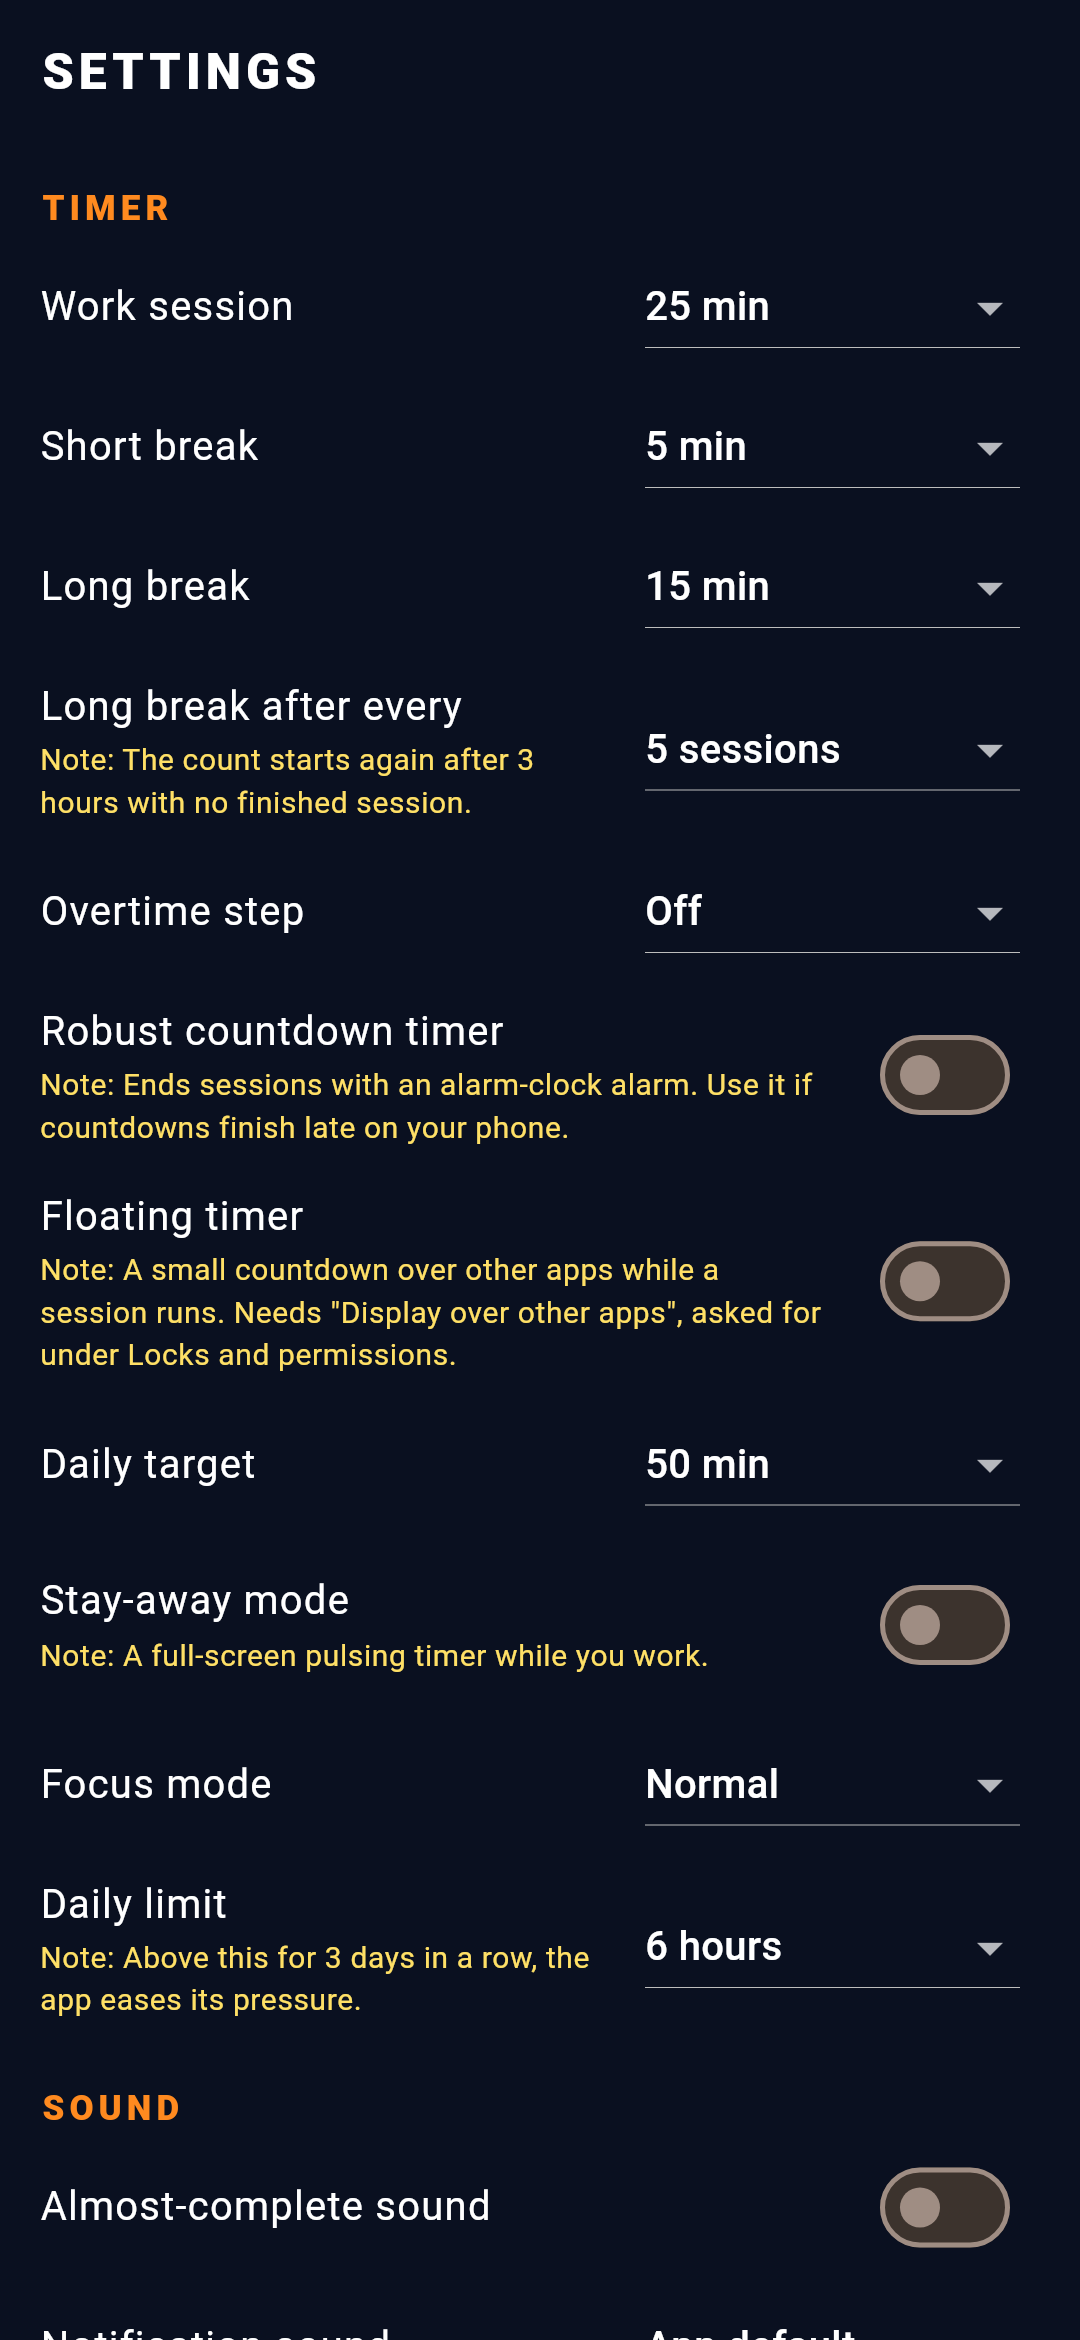 SETTINGS
TIMER
Work session
25 min
Short break
5 min
Long break
15 min
Long break after every
Note: The count starts again after 3
hours with no finished session.
5 sessions
Overtime step
Off
Robust countdown timer
Note: Ends sessions with an alarm-clock alarm. Use it if
countdowns finish late on your phone.
Floating timer
Note: A small countdown over other apps while a
session runs. Needs "Display over other apps", asked for
under Locks and permissions.
Daily target
50 min
Stay-away mode
Note: A full-screen pulsing timer while you work.
Focus mode
Normal
Daily limit
Note: Above this for 3 days in a row, the
app eases its pressure.
6 hours
SOUND
Almost-complete sound
Notification sound
App default